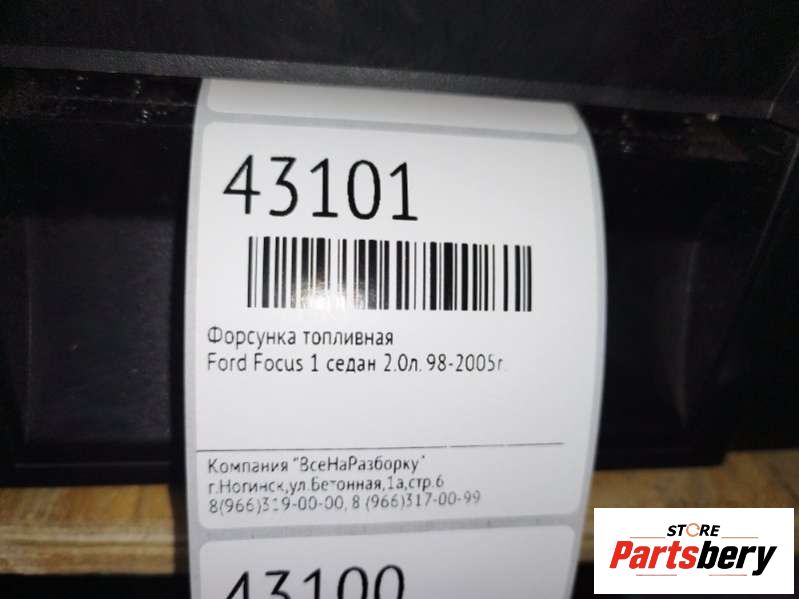 43101
Форсунка топливная
Ford Focus 1 седан 2.0л. 98-2005г.
Компания "ВсеНаРазборку"
г.Ногинск,ул.Бетонная,1а,стр.6
8(966)319-00-00, 8 (966)317-00-99
43100
STORE
Partsbery